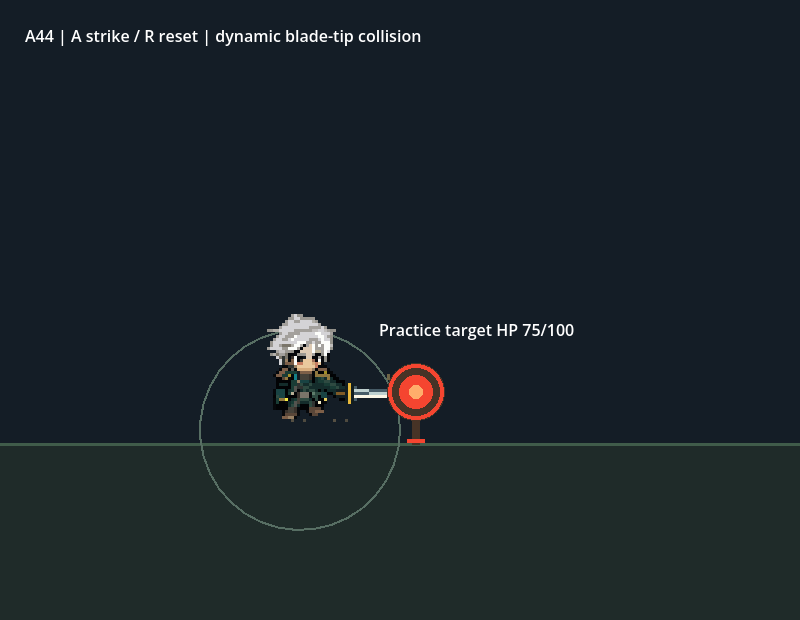 A44 | A strike / R reset | dynamic blade-tip collision
Practice target HP 75/100